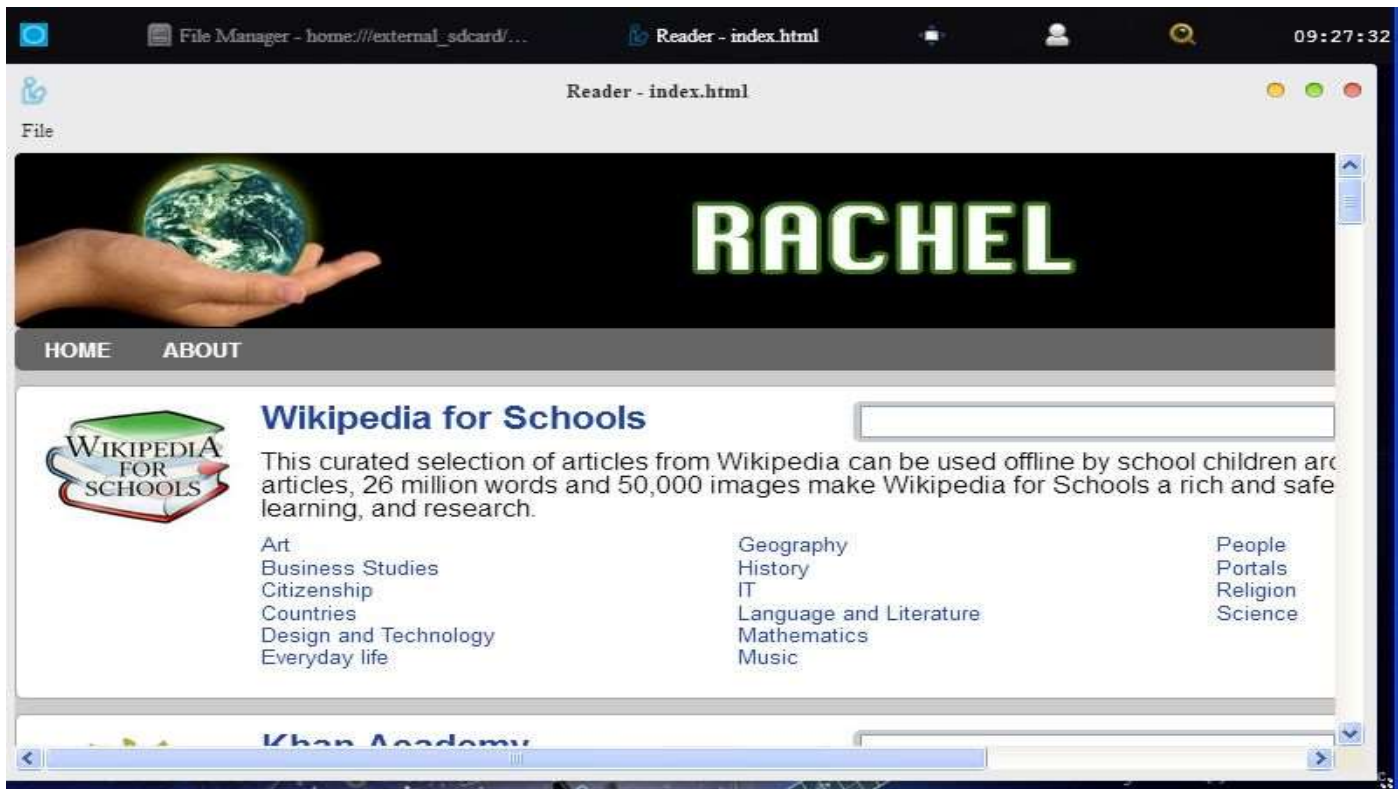 File Manager - home:///external_sdcard/...
Reader - index.html
09:27:32
Reader - index.html
File
RACHEL
HOME ABOUT
WIKIPEDIA
FOR
SCHOOLS
Wikipedia for Schools
This curated selection of articles from Wikipedia can be used offline by school children
articles, 26 million words and 50,000 images make Wikipedia for Schools a rich and safe
learning, and research.
Art
Business Studies
Citizenship
Countries
Design and Technology
Everyday life
Geography
History
IT
Language and Literature
Mathematics
Music
People
Portals
Religion
Science
Khan Academy